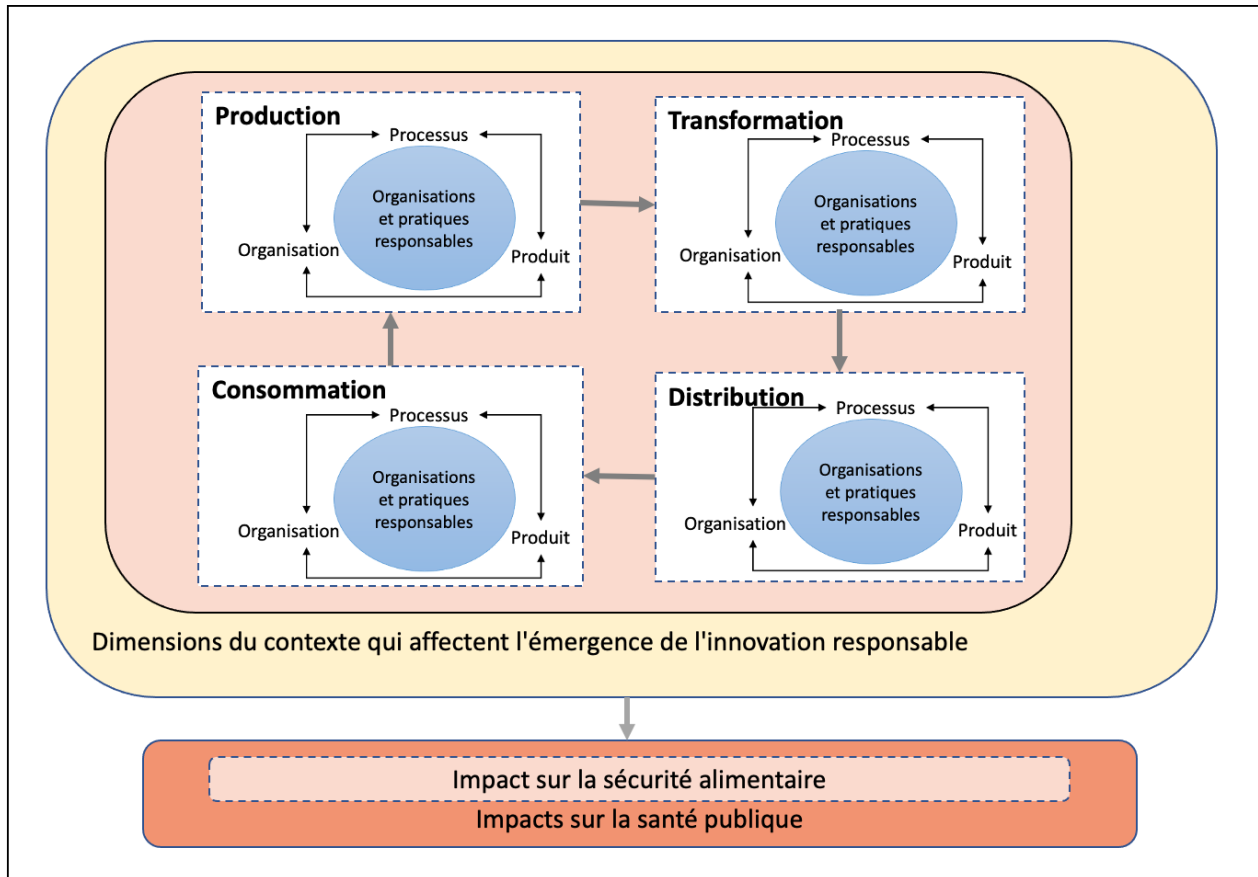 Production
Processus
Organisations
et pratiques
responsables
Organisation
Produit
Transformation
Processus
Organisations
et pratiques
responsables
Organisation
Produit
Consommation
Processus
Organisations
et pratiques
responsables
Organisation
Produit
Distribution
Processus
Organisations
et pratiques
responsables
Organisation
Produit
Dimensions du contexte qui affectent l'émergence de l'innovation responsable
Impact sur la sécurité alimentaire
Impacts sur la santé publique